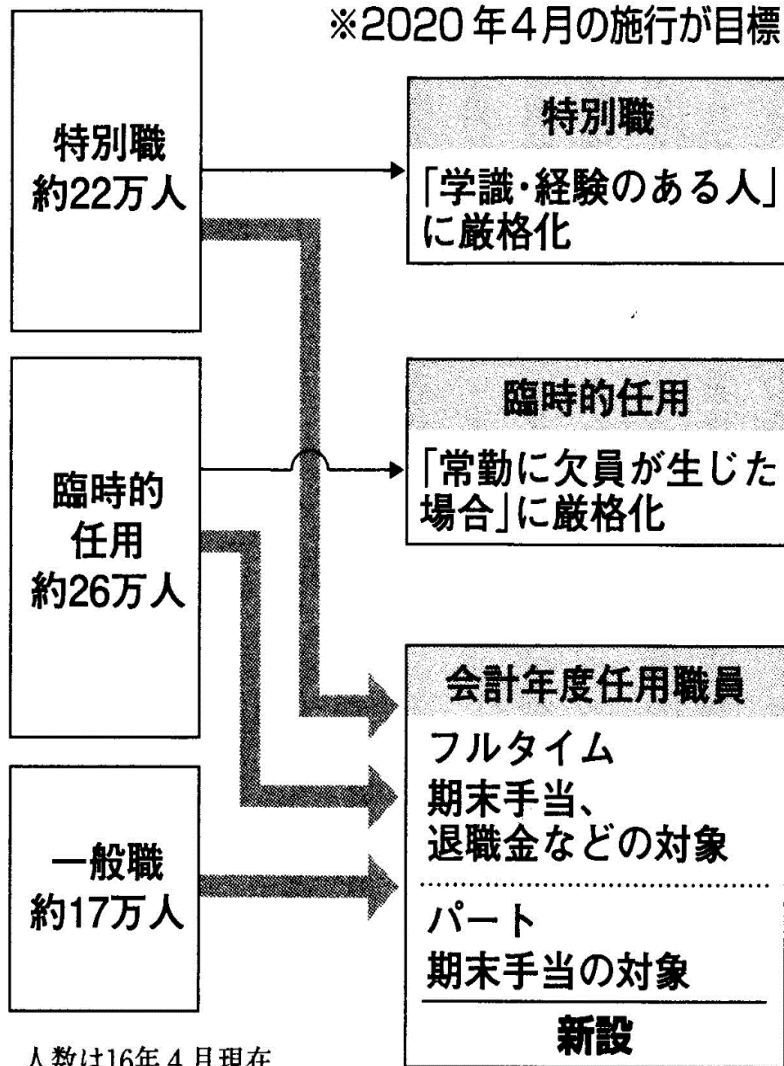 ※2020年4月の施行が目標
特別職
約22万人
特別職
「学識・経験のある人」
に厳格化
臨時的
任用
約26万人
臨時的任用
「常勤に欠員が生じた
場合」に厳格化
一般職
約17万人
会計年度任用職員
フルタイム
期末手当、
退職金などの対象
パート
期末手当の対象
新設
人数は16年4月現在